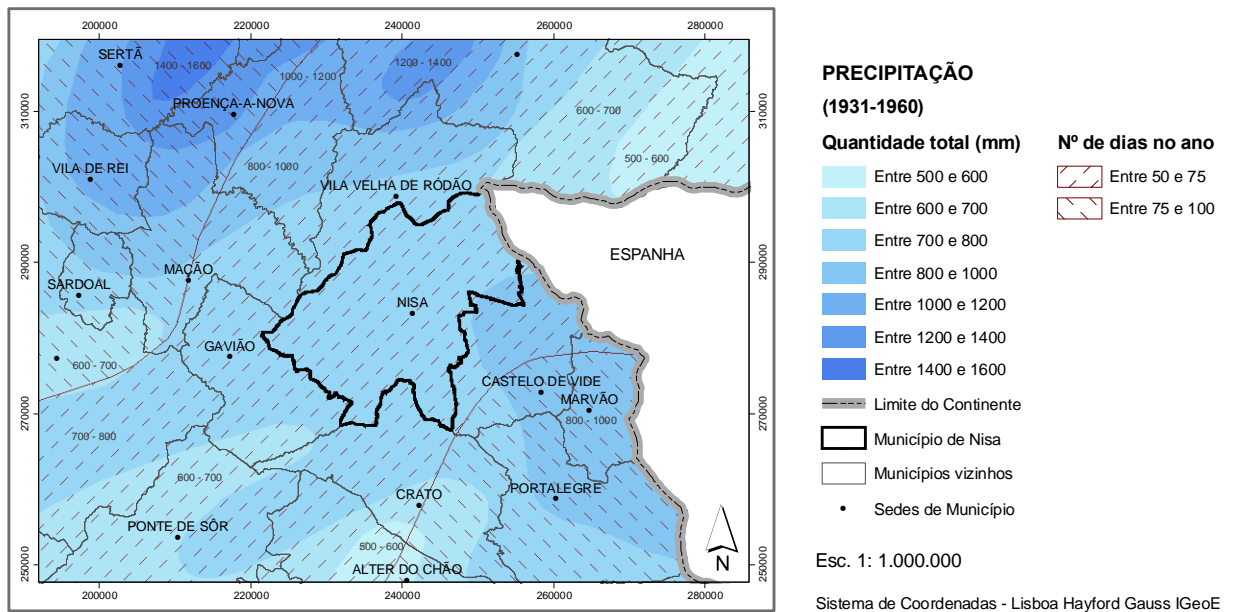 200000 220000 240000 260000 280000
SERTÃ
1400 - 1600
1200 - 1400
1000 - 1200
PROENÇA-A-NOVA
600 - 700
310000 310000
500 - 600
VILA DE REI
800 - 1000
VILA VELHA DE RÓDÃO
ESPANHA
290000 290000
MAÇÃO
SARDOAL
NISA
GAVIÃO
600 - 700
CASTELO DE VIDE
MARVÃO
270000 270000
800 - 1000
700 - 800
600 - 700
PORTALEGRE
CRATO
PONTE DE SÔR
500 - 600
ALTER DO CHÃO
N
250000 250000
200000 220000 240000 260000 280000
PRECIPITAÇÃO
(1931-1960)
Quantidade total (mm)
Entre 500 e 600
Entre 600 e 700
Entre 700 e 800
Entre 800 e 1000
Entre 1000 e 1200
Entre 1200 e 1400
Entre 1400 e 1600
Limite do Continente
Município de Nisa
Municípios vizinhos
Sedes de Município
Nº de dias no ano
Entre 50 e 75
Entre 75 e 100
Esc. 1: 1.000.000
Sistema de Coordenadas - Lisboa Hayford Gauss IGeoE